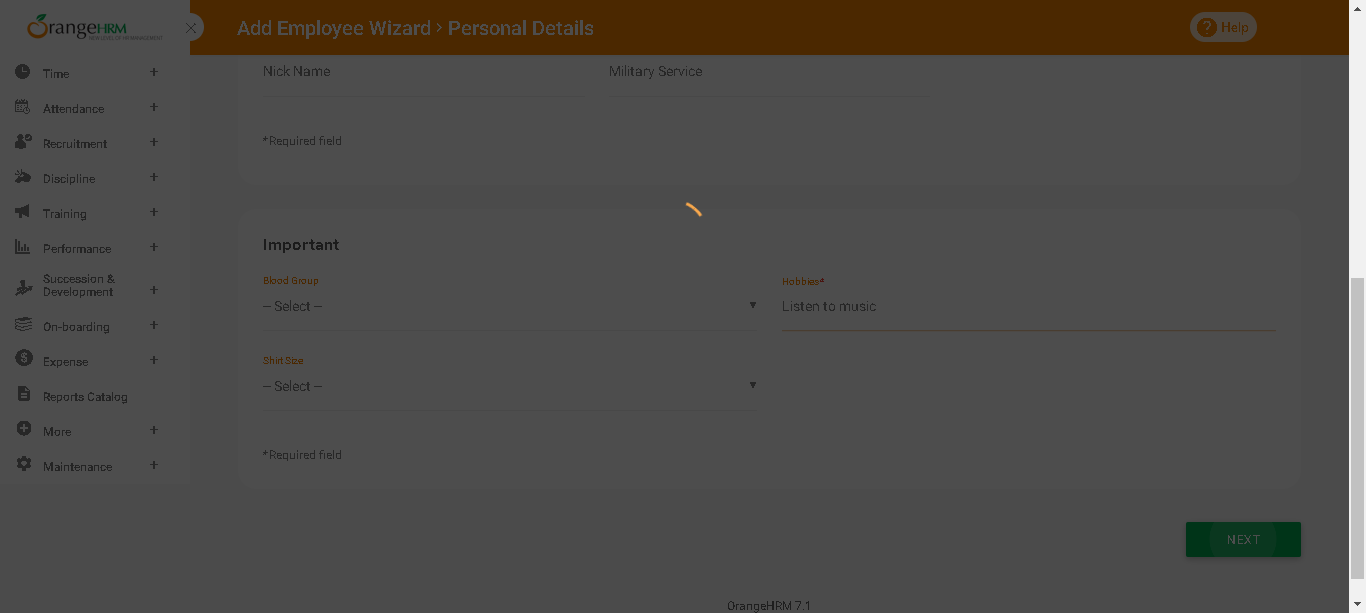 OrangeHRM
Add Employee Wizard > Personal Details
? Help
Time +
Attendance +
Recruitment +
Discipline +
Training +
Performance +
Succession &
Development +
On-boarding +
Expense +
Reports Catalog
More +
Maintenance +
Nick Name
Military Service
*Required field
Important
Blood Group
-- Select --
Hobbies*
Listen to music
Shirt Size
-- Select --
*Required field
NEXT
OrangeHRM 7.1